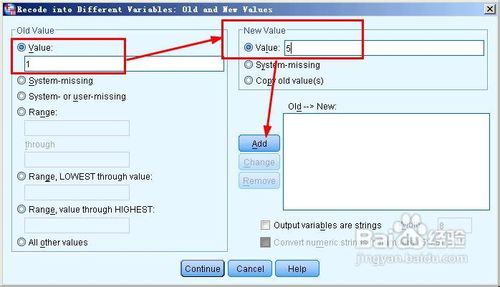 Recode into Different Variables: Old and New Values
Old Value
Value:
1
System-missing
System- or user-missing
Range:
through
Range, LOWEST through value:
Range, value through HIGHEST:
All other values
New Value
Value: 5
System-missing
Copy old value(s)
Old --> New:
Add
Change
Remove
Output variables are strings
8
Convert numeric strin
Baidu 经验
jingyan.baidu.com
Continue
Cancel
Help